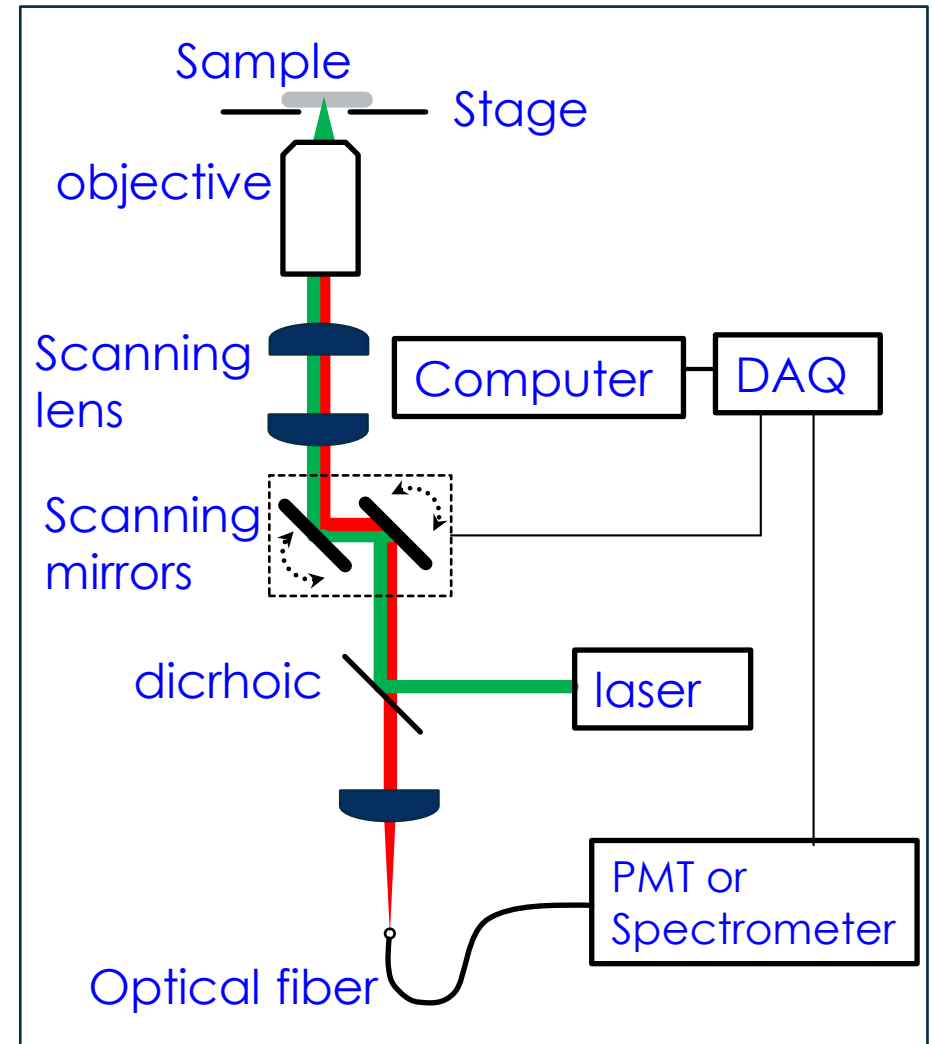 Sample
Stage
objective
Scanning
lens
Computer
DAQ
Scanning
mirrors
dicrhoic
laser
PMT or
Spectrometer
Optical fiber